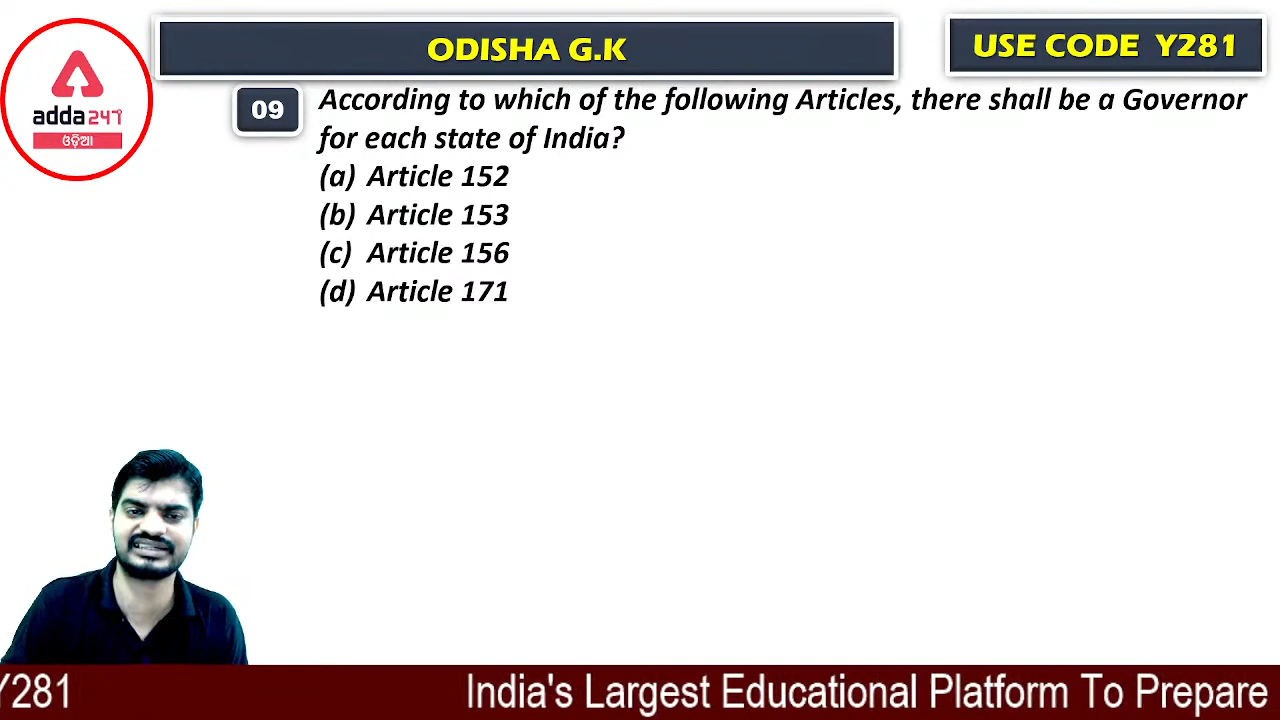 ODISHA G.K
USE CODE Y281
adda247
ଓଡ଼ିଆ
09
According to which of the following Articles, there shall be a Governor
for each state of India?
(a) Article 152
(b) Article 153
(c) Article 156
(d) Article 171
Y281
India's Largest Educational Platform To Prepare